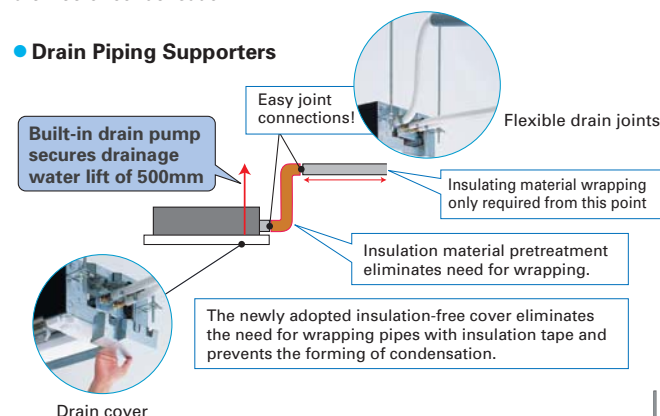 Drain Piping Supporters
Easy joint
connections!
Flexible drain joints
Built-in drain pump
secures drainage
water lift of 500mm
Insulating material wrapping
only required from this point
Insulation material pretreatment
eliminates need for wrapping.
The newly adopted insulation-free cover eliminates
the need for wrapping pipes with insulation tape and
prevents the forming of condensation.
Drain cover